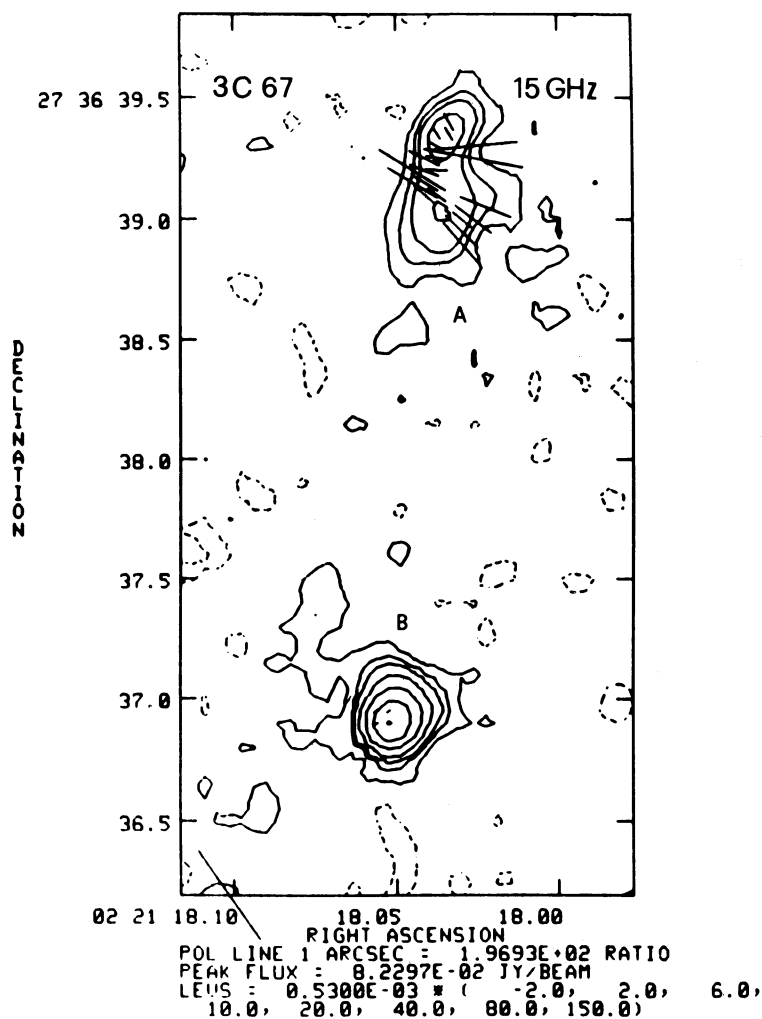 3C 67
15 GHz
27 36 39.5
39.0
A
38.5
DECLINATION
38.0
37.5
B
37.0
36.5
02 21 18.10 18.05 18.00
RIGHT ASCENSION
POL LINE 1 ARCSEC = 1.9693E+02 RATIO
PEAK FLUX = 8.2297E-02 JY/BEAM
LEVS = 0.5300E-03 * ( -2.0, 2.0, 6.0,
10.0, 20.0, 40.0, 80.0, 150.0)